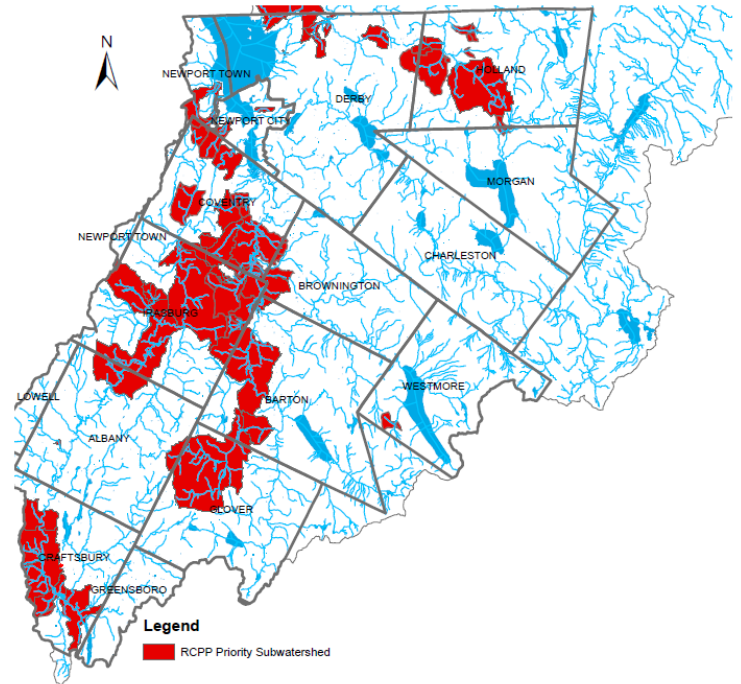 N
NEWPORT TOWN
HOLLAND
DERBY
NEWPORT CITY
MORGAN
COVENTRY
NEWPORT TOWN
CHARLESTON
BROWNINGTON
IRASBURG
WESTMORE
LOWELL
BARTON
ALBANY
GLOVER
CRAFTSBURY
GREENSBORO
Legend
RCPP Priority Subwatershed